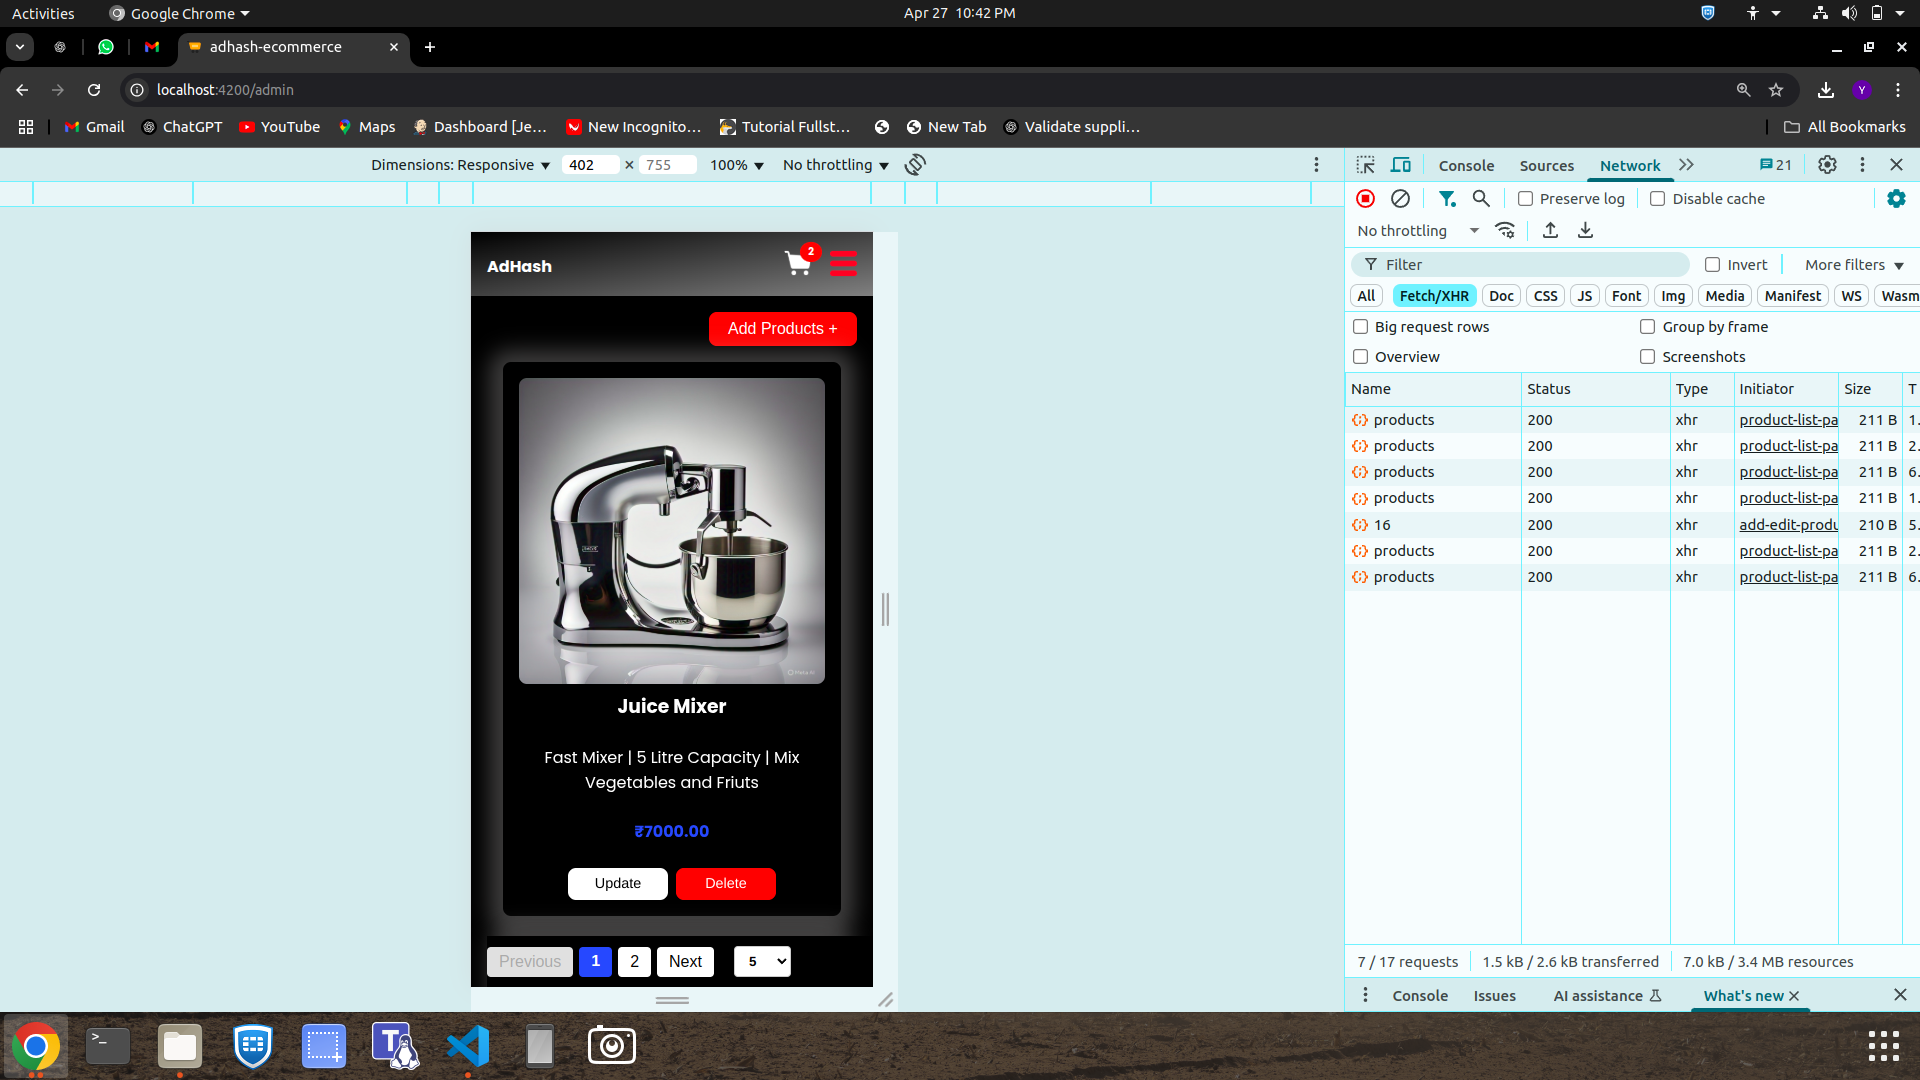 Activities
Google Chrome
Apr 27 10:42 PM
adhash-ecommerce
localhost:4200/admin
Y
Gmail
ChatGPT
YouTube
Maps
Dashboard [Je…
New Incognito…
Tutorial Fullst…
New Tab
Validate suppli…
All Bookmarks
Dimensions: Responsive
402
×
755
100%
No throttling
Console
Sources
Network
21
Preserve log
Disable cache
No throttling
Filter
Invert
More filters
All
Fetch/XHR
Doc
CSS
JS
Font
Img
Media
Manifest
WS
Wasm
Big request rows
Group by frame
Overview
Screenshots
Name Status Type Initiator Size T
products 200 xhr product-list-pa 211 B 1.
products 200 xhr product-list-pa 211 B 2.
products 200 xhr product-list-pa 211 B 6.
products 200 xhr product-list-pa 211 B 1.
16 200 xhr add-edit-produ 210 B 5.
products 200 xhr product-list-pa 211 B 2.
products 200 xhr product-list-pa 211 B 6.
7 / 17 requests
1.5 kB / 2.6 kB transferred
7.0 kB / 3.4 MB resources
Console
Issues
AI assistance
What's new
AdHash
2
Add Products +
Juice Mixer
Fast Mixer | 5 Litre Capacity | Mix
Vegetables and Friuts
₹7000.00
Update
Delete
Previous
1
2
Next
5
>_
T